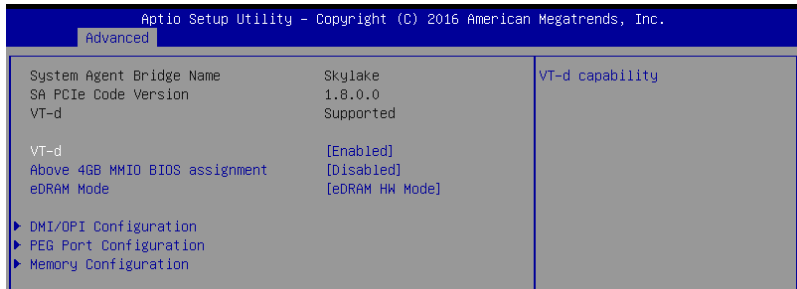 Aptio Setup Utility – Copyright (C) 2016 American Megatrends, Inc.
Advanced
System Agent Bridge Name Skylake VT-d capability
SA PCIe Code Version 1.8.0.0
VT-d Supported
VT-d [Enabled]
Above 4GB MMIO BIOS assignment [Disabled]
eDRAM Mode [eDRAM HW Mode]
DMI/OPI Configuration
PEG Port Configuration
Memory Configuration